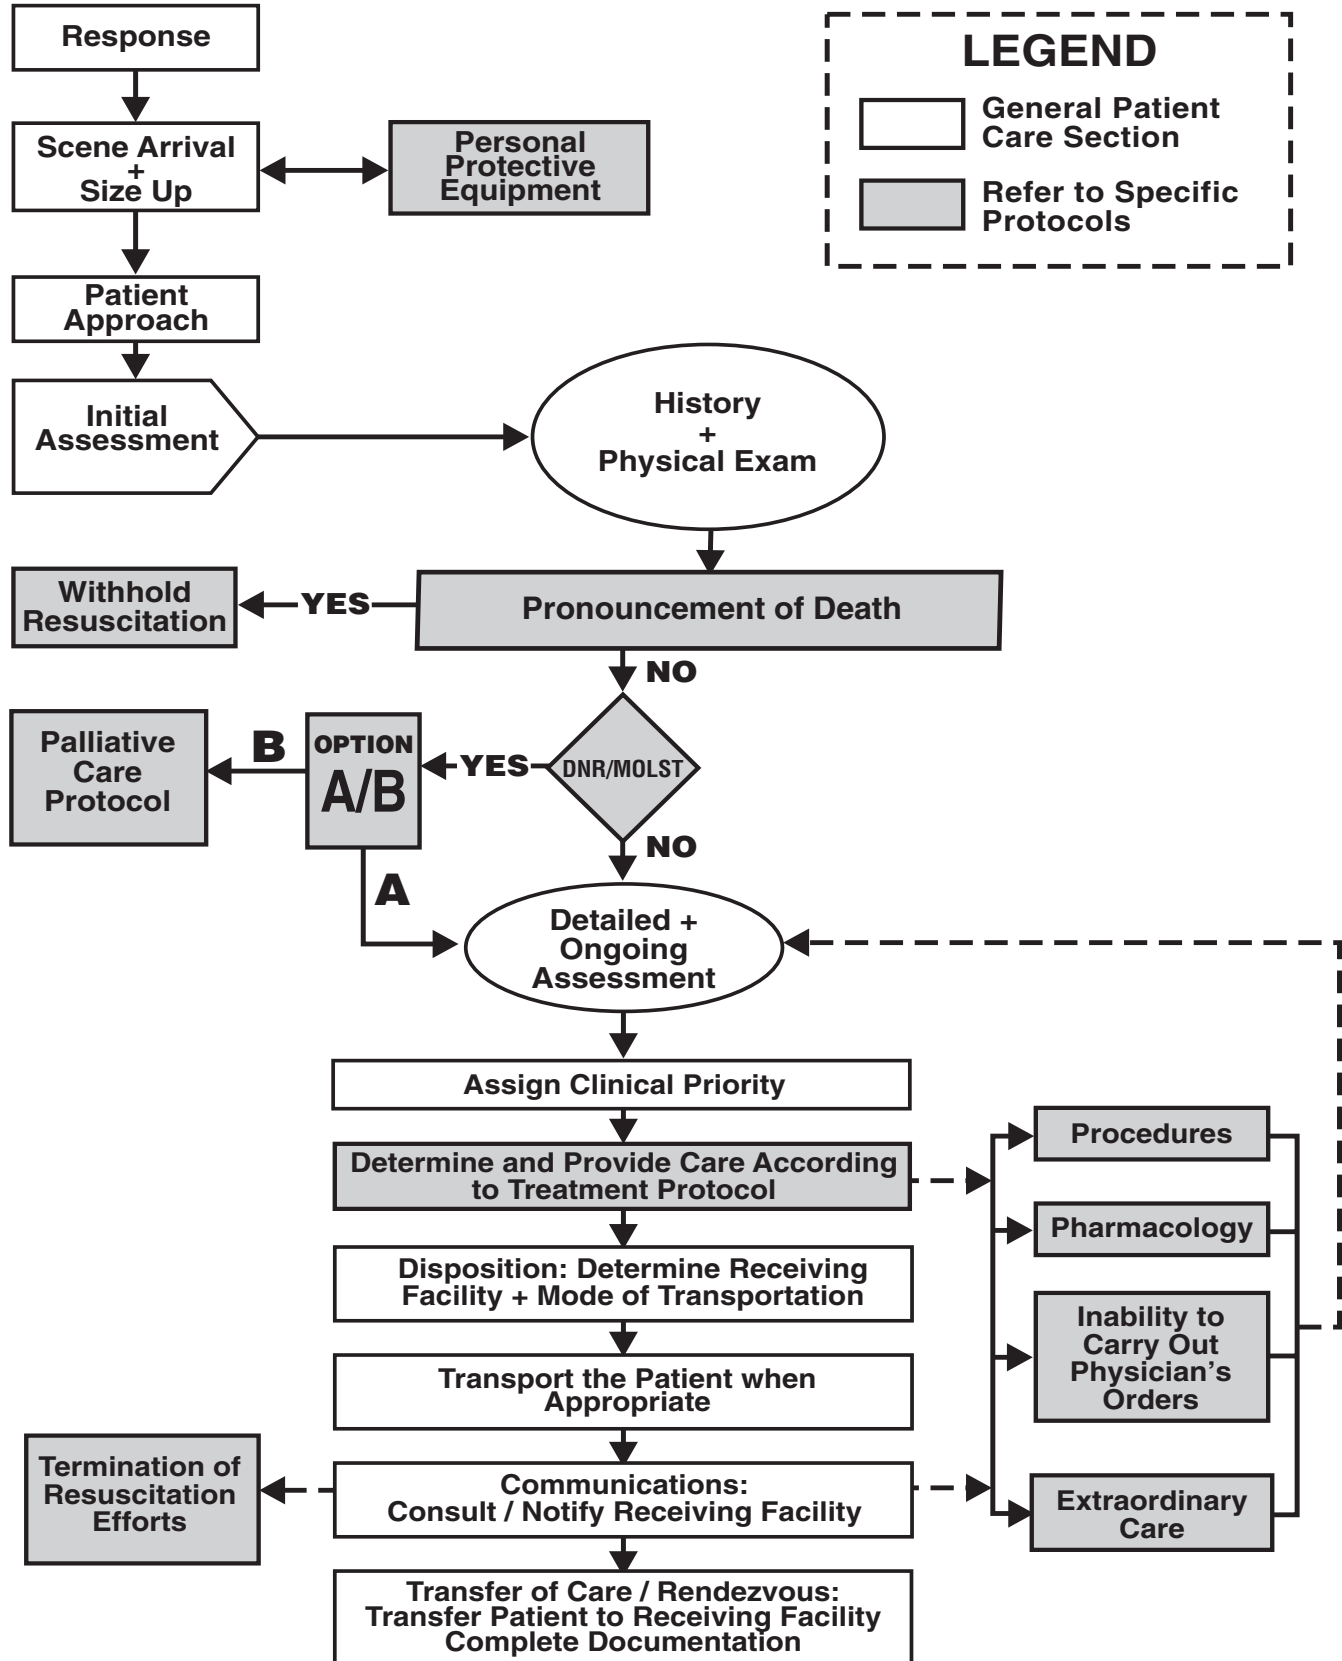 Response
LEGEND
General Patient
Care Section
Refer to Specific
Protocols
Scene Arrival
+
Size Up
Personal
Protective
Equipment
Patient
Approach
Initial
Assessment
History
+
Physical Exam
Pronouncement of Death
YES
Withhold
Resuscitation
NO
DNR/MOLST
YES
OPTION
A/B
B
Palliative
Care
Protocol
A
NO
Detailed +
Ongoing
Assessment
Assign Clinical Priority
Determine and Provide Care According
to Treatment Protocol
Procedures
Pharmacology
Inability to
Carry Out
Physician's
Orders
Extraordinary
Care
Disposition: Determine Receiving
Facility + Mode of Transportation
Transport the Patient when
Appropriate
Communications:
Consult / Notify Receiving Facility
Termination of
Resuscitation
Efforts
Transfer of Care / Rendezvous:
Transfer Patient to Receiving Facility
Complete Documentation